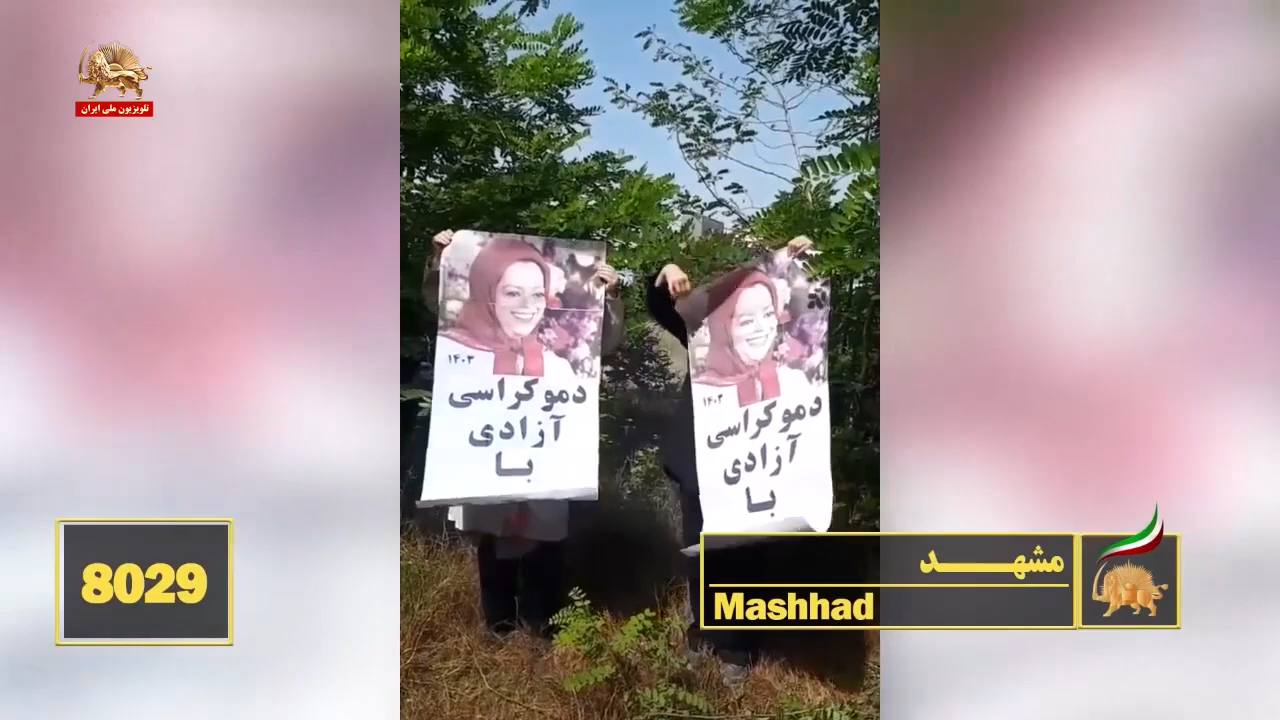 تلویزیون ملی ایران
۱۴۰۳
دموکراسی
آزادی
با
۱۴۰۳
دموکراسی
آزادی
با
8029
مشهد
Mashhad